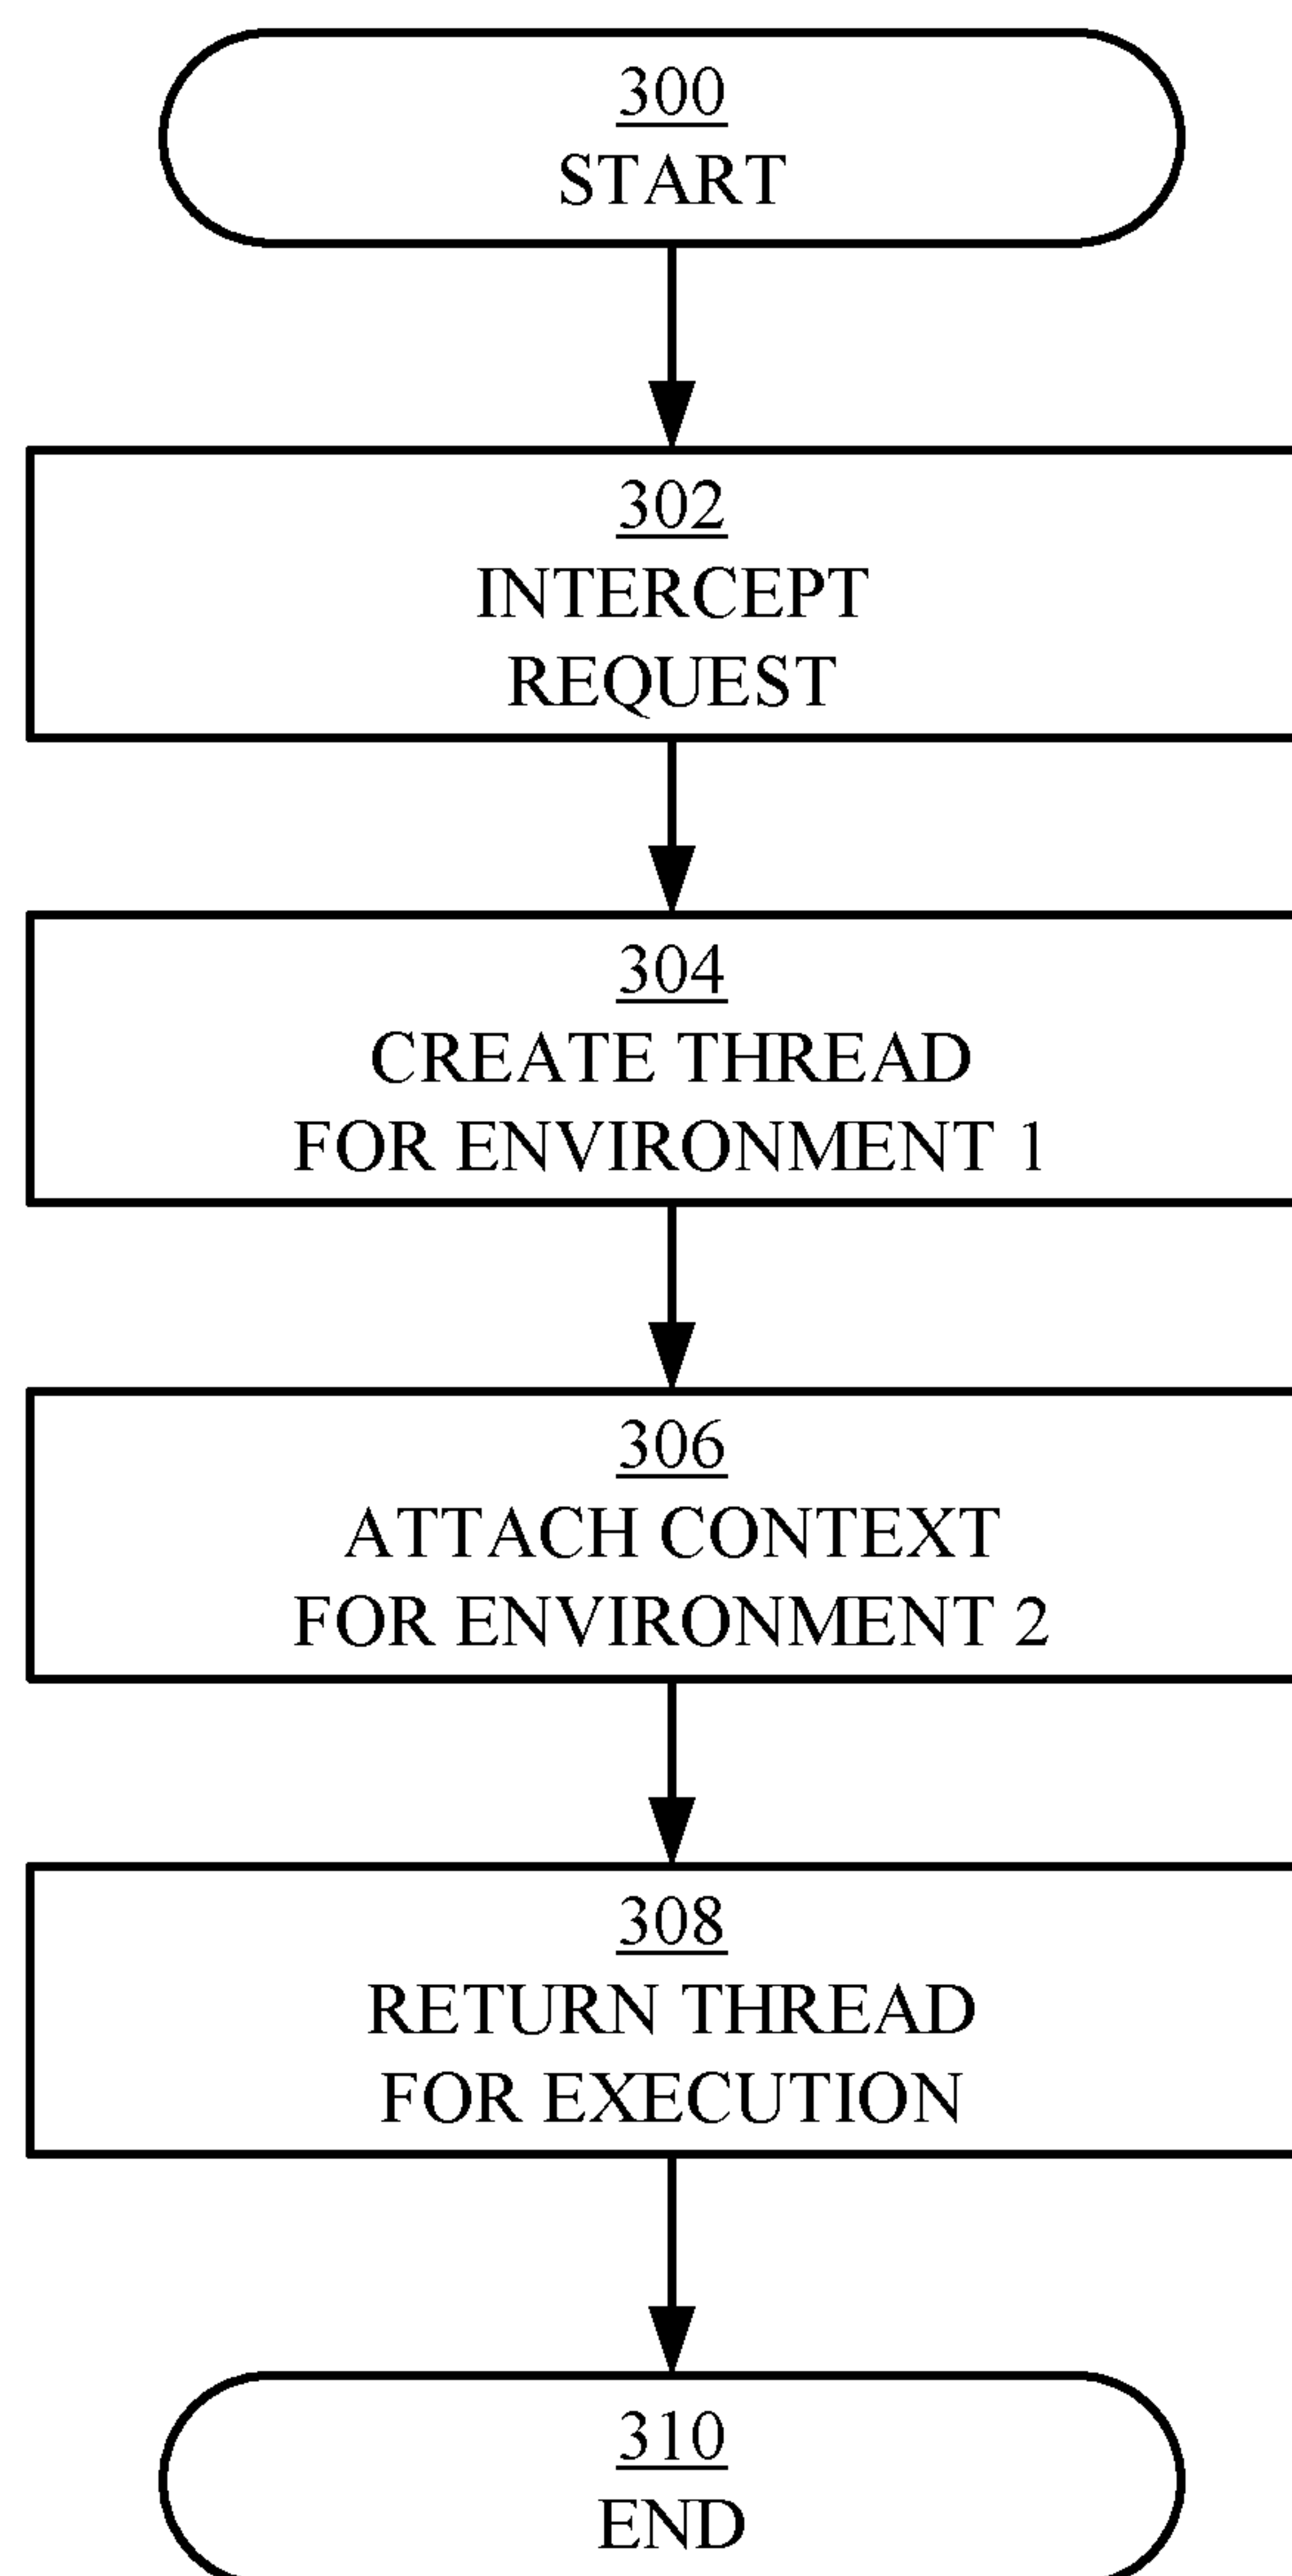 300
START
302
INTERCEPT
REQUEST
304
CREATE THREAD
FOR ENVIRONMENT 1
306
ATTACH CONTEXT
FOR ENVIRONMENT 2
308
RETURN THREAD
FOR EXECUTION
310
END